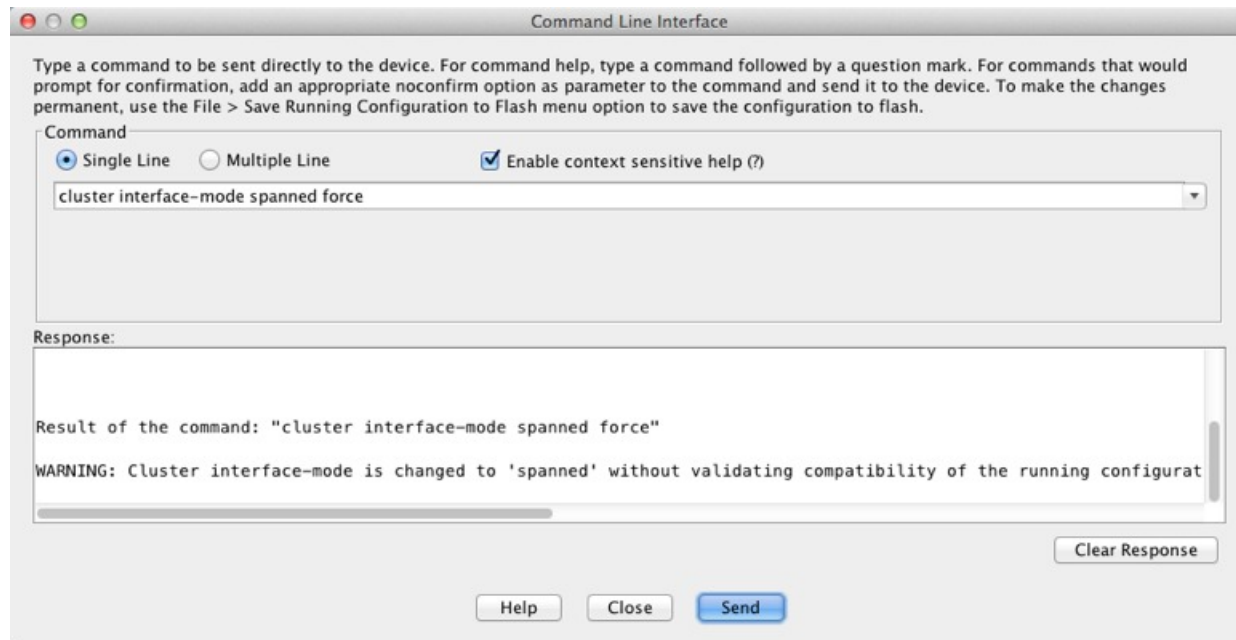 Command Line Interface
Type a command to be sent directly to the device. For command help, type a command followed by a question mark. For commands that would
prompt for confirmation, add an appropriate noconfirm option as parameter to the command and send it to the device. To make the changes
permanent, use the File > Save Running Configuration to Flash menu option to save the configuration to flash.
Command
Single Line Multiple Line Enable context sensitive help (?)
cluster interface-mode spanned force
Response:
Result of the command: "cluster interface-mode spanned force"
WARNING: Cluster interface-mode is changed to 'spanned' without validating compatibility of the running configurat
Clear Response
Help Close Send